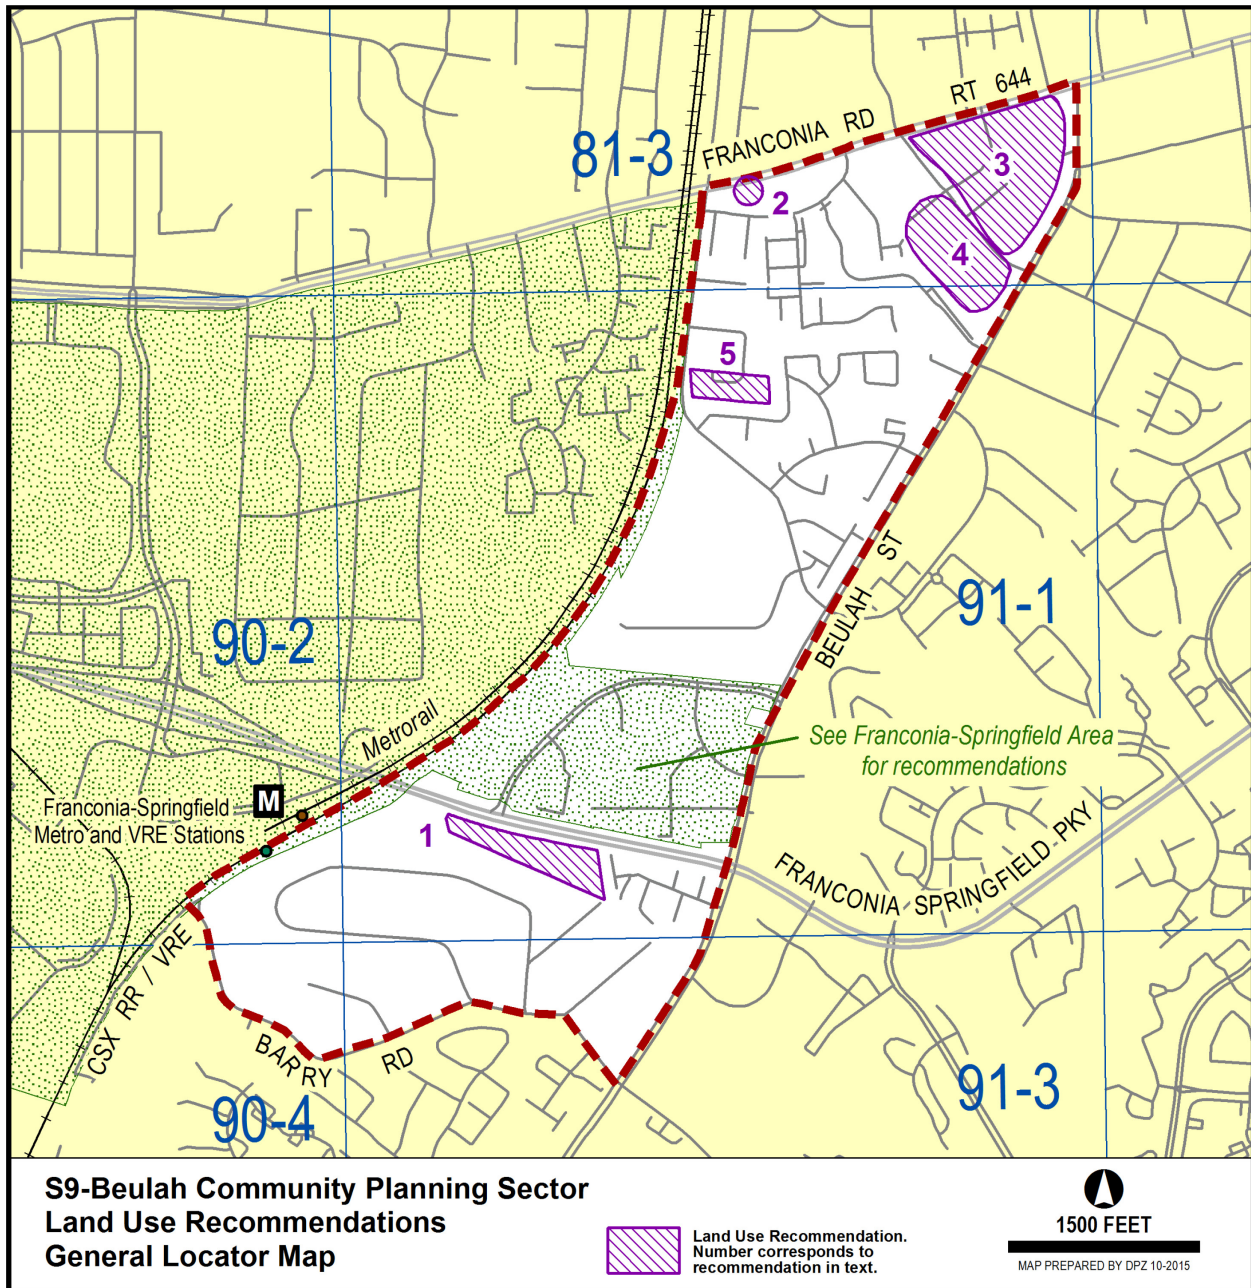 RT 644
FRANCONIA RD
81-3
3
2
4
5
91-1
BEULAH ST
90-2
Metrorail
See Franconia-Springfield Area
for recommendations
M
Franconia-Springfield
Metro and VRE Stations
1
FRANCONIA SPRINGFIELD PKY
CSX RR / VRE
BARRY RD
90-4
91-3
S9-Beulah Community Planning Sector
Land Use Recommendations
General Locator Map
Land Use Recommendation.
Number corresponds to
recommendation in text.
1500 FEET
MAP PREPARED BY DPZ 10-2015